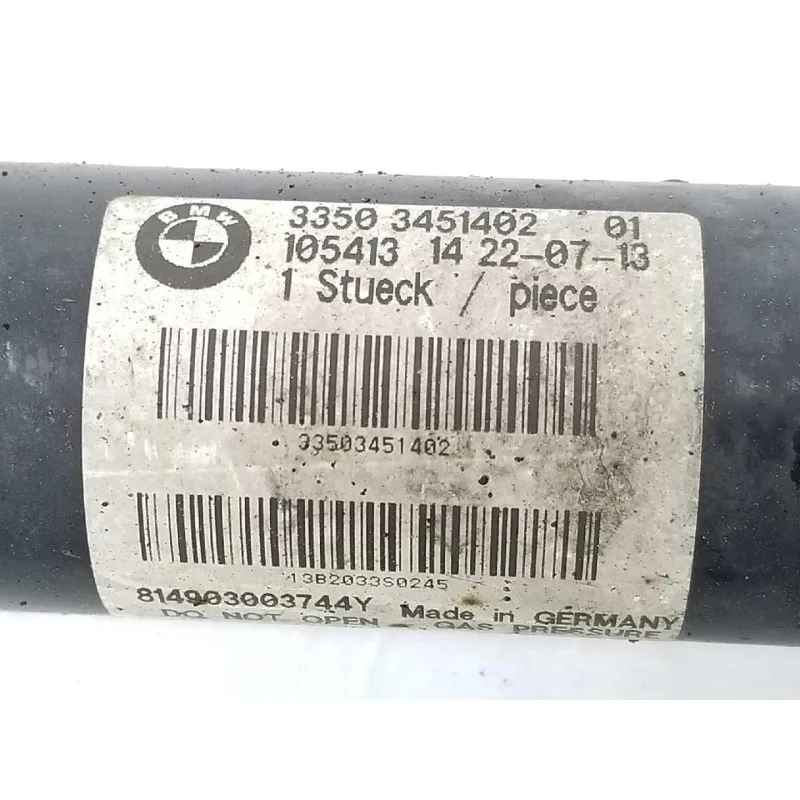 BMW
3350 3451402 01
105413 14 22-07-13
1 Stueck / piece
33503451402
13B2033S0245
814903003744Y Made in GERMANY
DO NOT OPEN - GAS PRESSURE